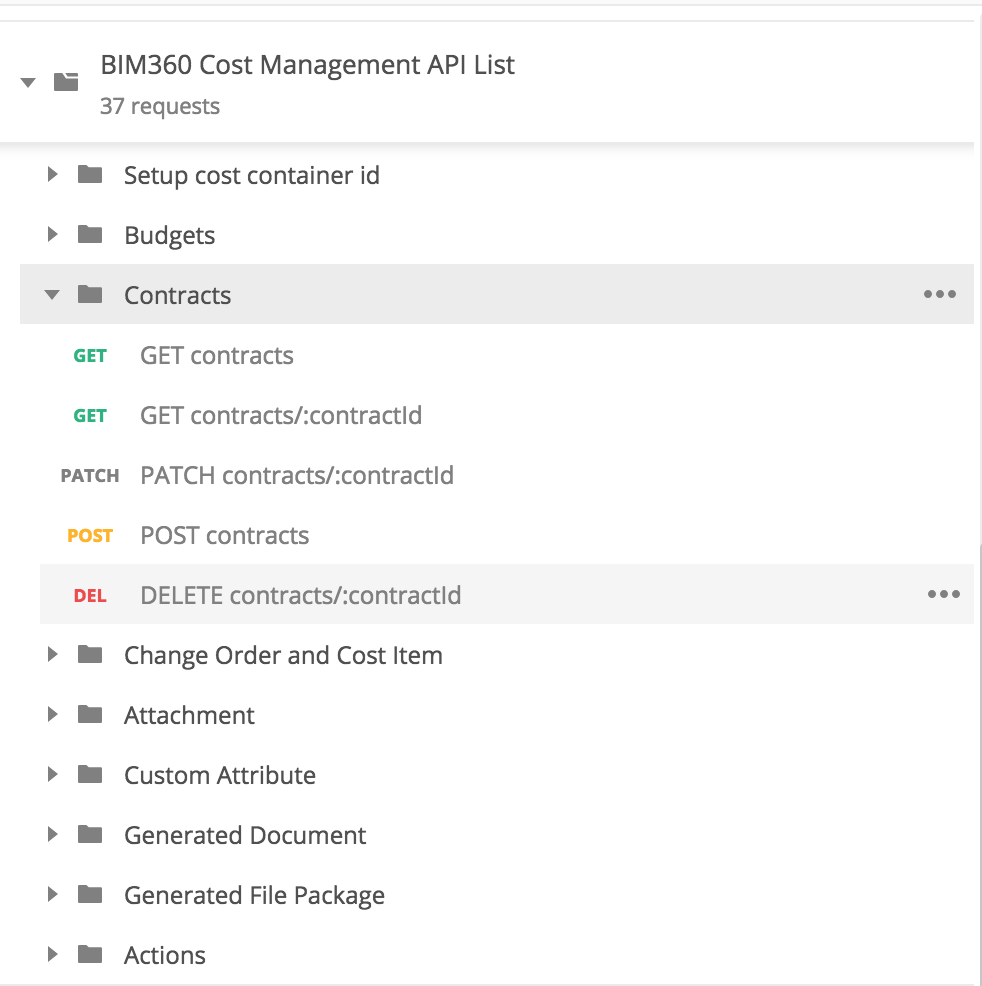 BIM360 Cost Management API List
37 requests
Setup cost container id
Budgets
Contracts
GET GET contracts
GET GET contracts/:contractId
PATCH PATCH contracts/:contractId
POST POST contracts
DEL DELETE contracts/:contractId
Change Order and Cost Item
Attachment
Custom Attribute
Generated Document
Generated File Package
Actions